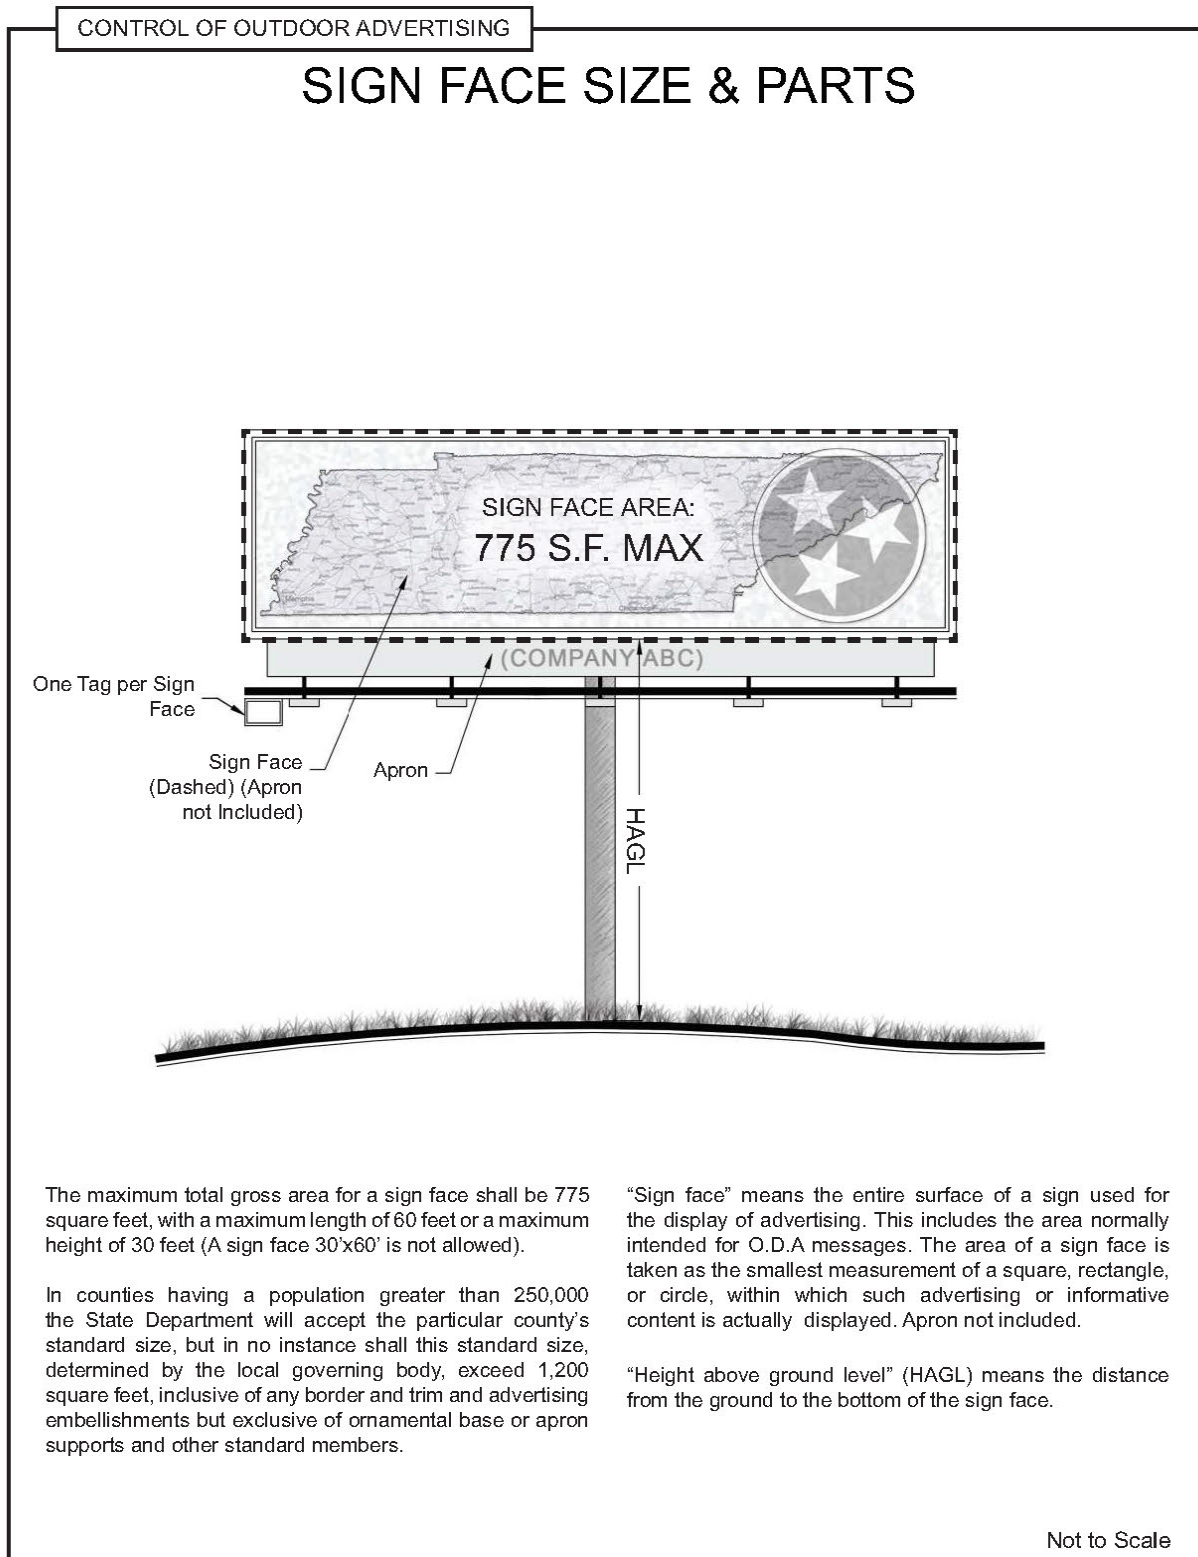 CONTROL OF OUTDOOR ADVERTISING
SIGN FACE SIZE & PARTS
SIGN FACE AREA:
775 S.F. MAX
Memphis
(COMPANY ABC)
One Tag per Sign
Face
Sign Face
(Dashed) (Apron
not Included)
Apron
HAGL
The maximum total gross area for a sign face shall be 775
square feet, with a maximum length of 60 feet or a maximum
height of 30 feet (A sign face 30’x60’ is not allowed).
In counties having a population greater than 250,000
the State Department will accept the particular county’s
standard size, but in no instance shall this standard size,
determined by the local governing body, exceed 1,200
square feet, inclusive of any border and trim and advertising
embellishments but exclusive of ornamental base or apron
supports and other standard members.
“Sign face” means the entire surface of a sign used for
the display of advertising. This includes the area normally
intended for O.D.A messages. The area of a sign face is
taken as the smallest measurement of a square, rectangle,
or circle, within which such advertising or informative
content is actually displayed. Apron not included.
“Height above ground level” (HAGL) means the distance
from the ground to the bottom of the sign face.
Not to Scale